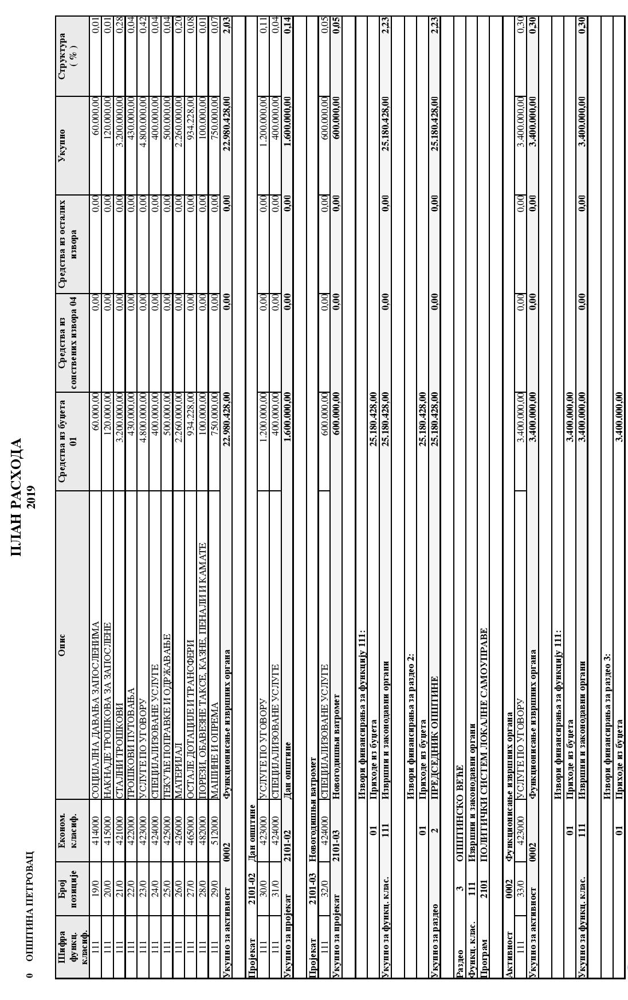 ПЛАН РАСХОДА
2019
0 ОПШТИНА ПЕТРОВАЦ
Шифра функц. класиф. Број позиције Економ. класиф. Опис Средства из буџета 01 Средства из сопствених извора 04 Средства из осталих извора Укупно Структура ( % )
111 19/0 414000 СОЦИЈАЛНА ДАВАЊА ЗАПОСЛЕНИМА 60.000,00 0,00 0,00 60.000,00 0,01
111 20/0 415000 НАКНАДЕ ТРОШКОВА ЗА ЗАПОСЛЕНЕ 120.000,00 0,00 0,00 120.000,00 0,01
111 21/0 421000 СТАЛНИ ТРОШКОВИ 3.200.000,00 0,00 0,00 3.200.000,00 0,28
111 22/0 422000 ТРОШКОВИ ПУТОВАЊА 430.000,00 0,00 0,00 430.000,00 0,04
111 23/0 423000 УСЛУГЕ ПО УГОВОРУ 4.800.000,00 0,00 0,00 4.800.000,00 0,42
111 24/0 424000 СПЕЦИЈАЛИЗОВАНЕ УСЛУГЕ 400.000,00 0,00 0,00 400.000,00 0,04
111 25/0 425000 ТЕКУЋЕ ПОПРАВКЕ И ОДРЖАВАЊЕ 500.000,00 0,00 0,00 500.000,00 0,04
111 26/0 426000 МАТЕРИЈАЛ 2.260.000,00 0,00 0,00 2.260.000,00 0,20
111 27/0 465000 ОСТАЛЕ ДОТАЦИЈЕ И ТРАНСФЕРИ 934.228,00 0,00 0,00 934.228,00 0,08
111 28/0 482000 ПОРЕЗИ, ОБАВЕЗНЕ ТАКСЕ, КАЗНЕ, ПЕНАЛИ И КАМАТЕ 100.000,00 0,00 0,00 100.000,00 0,01
111 29/0 512000 МАШИНЕ И ОПРЕМА 750.000,00 0,00 0,00 750.000,00 0,07
Укупно за активност 0002 Функционисање извршних органа 22.980.428,00 0,00 0,00 22.980.428,00 2,03
Пројекат 2101-02 Дан општине
111 30/0 423000 УСЛУГЕ ПО УГОВОРУ 1.200.000,00 0,00 0,00 1.200.000,00 0,11
111 31/0 424000 СПЕЦИЈАЛИЗОВАНЕ УСЛУГЕ 400.000,00 0,00 0,00 400.000,00 0,04
Укупно за пројекат 2101-02 Дан општине 1.600.000,00 0,00 0,00 1.600.000,00 0,14
Пројекат 2101-03 Новогодишњи ватромет
111 32/0 424000 СПЕЦИЈАЛИЗОВАНЕ УСЛУГЕ 600.000,00 0,00 0,00 600.000,00 0,05
Укупно за пројекат 2101-03 Новогодишњи ватромет 600.000,00 0,00 0,00 600.000,00 0,05
Извори финансирања за функцију 111:
01 Приходе из буџета 25.180.428,00
Укупно за функц. клас. 111 Извршни и законодавни органи 25.180.428,00 0,00 0,00 25.180.428,00 2,23
Извори финансирања за раздео 2:
01 Приходе из буџета 25.180.428,00
Укупно за раздео 2 ПРЕДСЕДНИК ОПШТИНЕ 25.180.428,00 0,00 0,00 25.180.428,00 2,23
Раздео 3 ОПШТИНСКО ВЕЋЕ
Функц. клас. 111 Извршни и законодавни органи
Програм 2101 ПОЛИТИЧКИ СИСТЕМ ЛОКАЛНЕ САМОУПРАВЕ
Активност 0002 Функционисање извршних органа
111 33/0 423000 УСЛУГЕ ПО УГОВОРУ 3.400.000,00 0,00 0,00 3.400.000,00 0,30
Укупно за активност 0002 Функционисање извршних органа 3.400.000,00 0,00 0,00 3.400.000,00 0,30
Извори финансирања за функцију 111:
01 Приходе из буџета 3.400.000,00
Укупно за функц. клас. 111 Извршни и законодавни органи 3.400.000,00 0,00 0,00 3.400.000,00 0,30
Извори финансирања за раздео 3:
01 Приходе из буџета 3.400.000,00